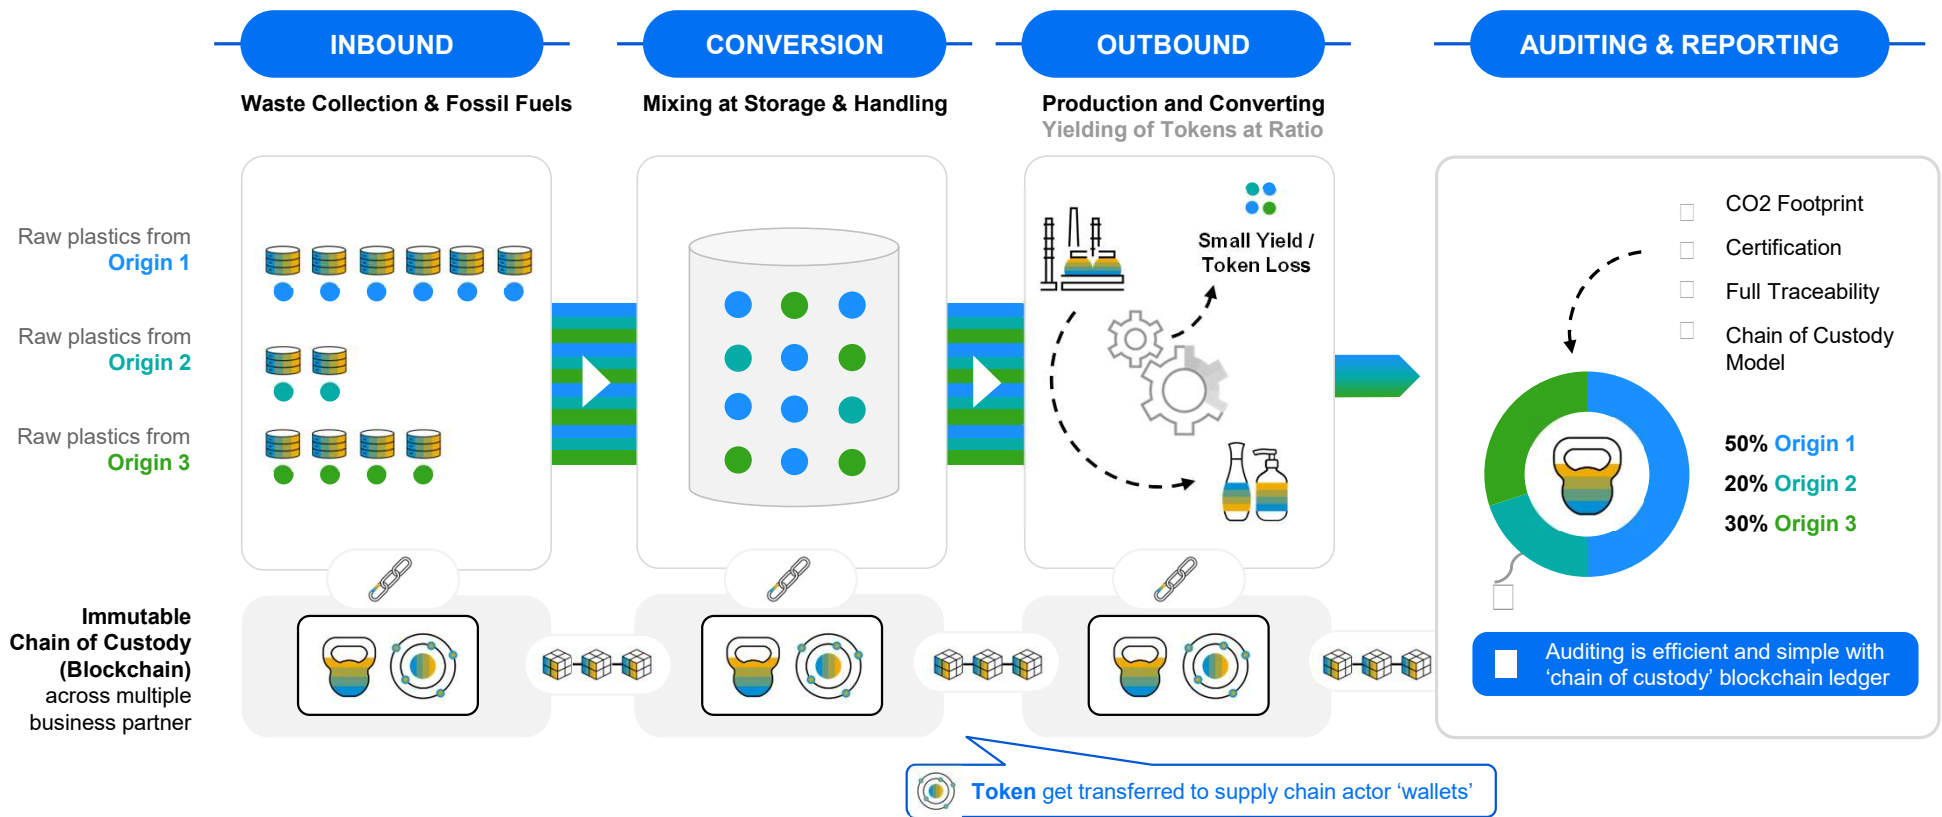 INBOUND
CONVERSION
OUTBOUND
AUDITING & REPORTING
Waste Collection & Fossil Fuels
Mixing at Storage & Handling
Production and Converting
Yielding of Tokens at Ratio
Raw plastics from
Origin 1
Raw plastics from
Origin 2
Raw plastics from
Origin 3
Small Yield /
Token Loss
CO2 Footprint
Certification
Full Traceability
Chain of Custody
Model
50% Origin 1
20% Origin 2
30% Origin 3
Immutable
Chain of Custody
(Blockchain)
across multiple
business partner
Auditing is efficient and simple with
‘chain of custody’ blockchain ledger
Token get transferred to supply chain actor ‘wallets’